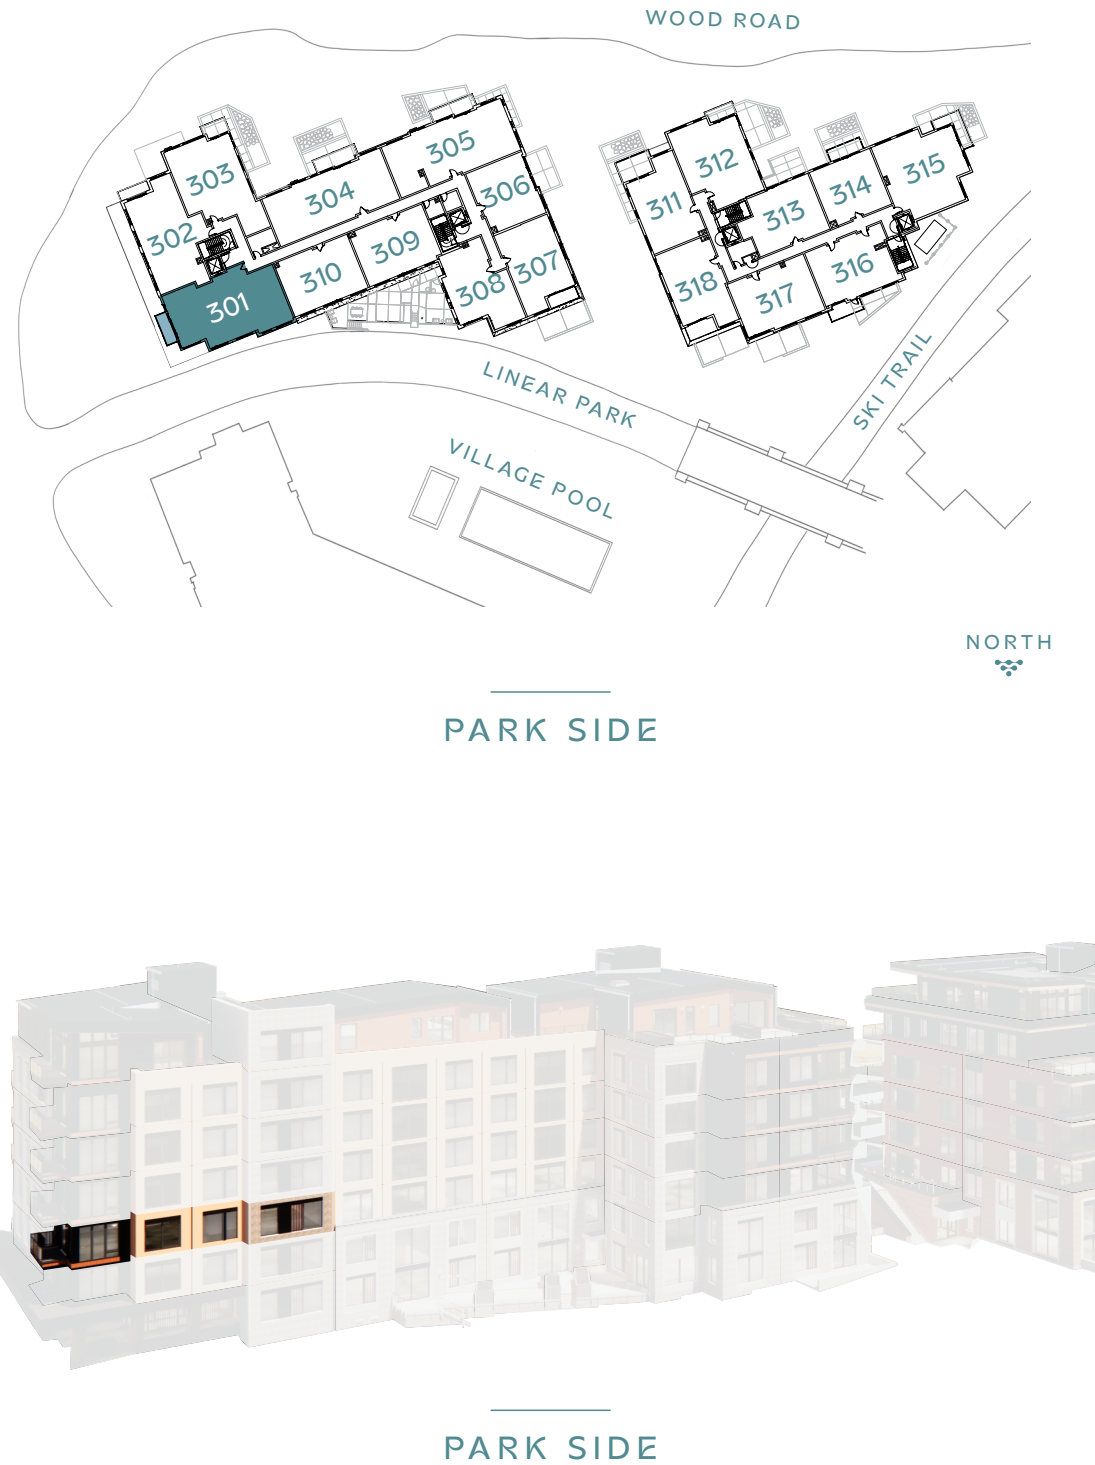 WOOD ROAD
305
312
315
303
314
304
306
311
313
302
309
316
310
307
318
308
317
301
LINEAR PARK
SKI TRAIL
VILLAGE POOL
NORTH
PARK SIDE
PARK SIDE